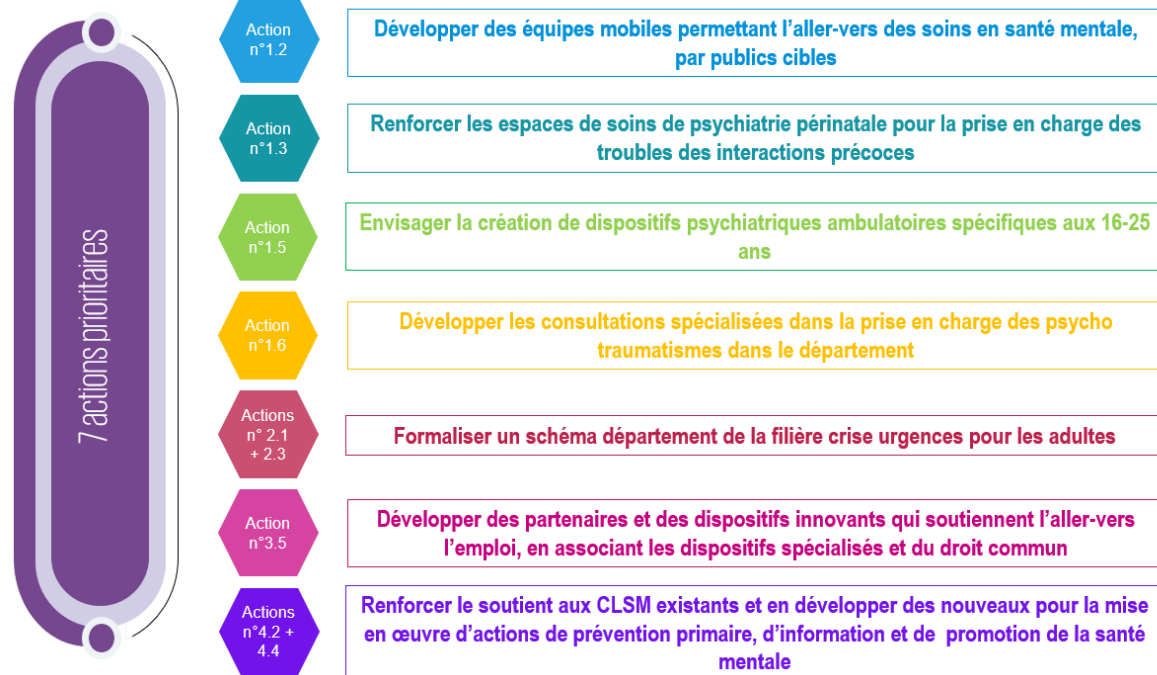 7 actions prioritaires
Action
n°1.2
Développer des équipes mobiles permettant l’aller-vers des soins en santé mentale,
par publics cibles
Action
n°1.3
Renforcer les espaces de soins de psychiatrie périnatale pour la prise en charge des
troubles des interactions précoces
Action
n°1.5
Envisager la création de dispositifs psychiatriques ambulatoires spécifiques aux 16-25
ans
Action
n°1.6
Développer les consultations spécialisées dans la prise en charge des psycho
traumatismes dans le département
Actions
n° 2.1
+ 2.3
Formaliser un schéma département de la filière crise urgences pour les adultes
Action
n°3.5
Développer des partenaires et des dispositifs innovants qui soutiennent l’aller-vers
l’emploi, en associant les dispositifs spécialisés et du droit commun
Actions
n°4.2 +
4.4
Renforcer le soutient aux CLSM existants et en développer des nouveaux pour la mise
en œuvre d’actions de prévention primaire, d’information et de promotion de la santé
mentale